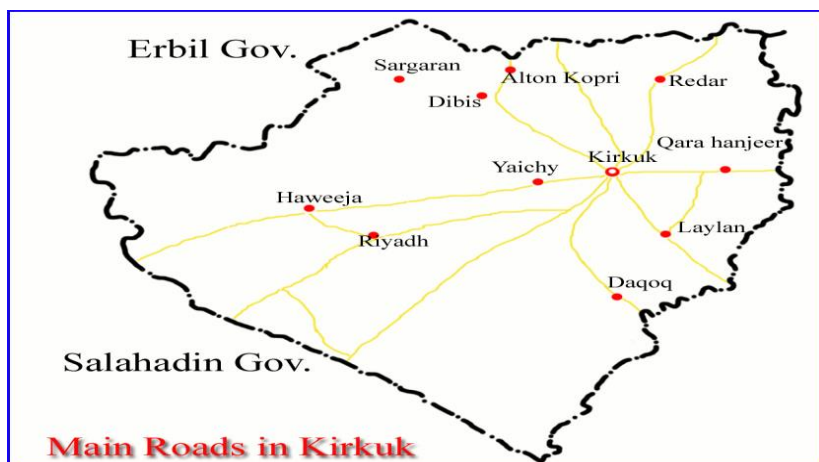 Erbil Gov.
Sargaran
Alton Kopri
Redar
Dibis
Qara hanjeer
Kirkuk
Yaichy
Haweeja
Laylan
Riyadh
Daqoq
Salahadin Gov.
Main Roads in Kirkuk